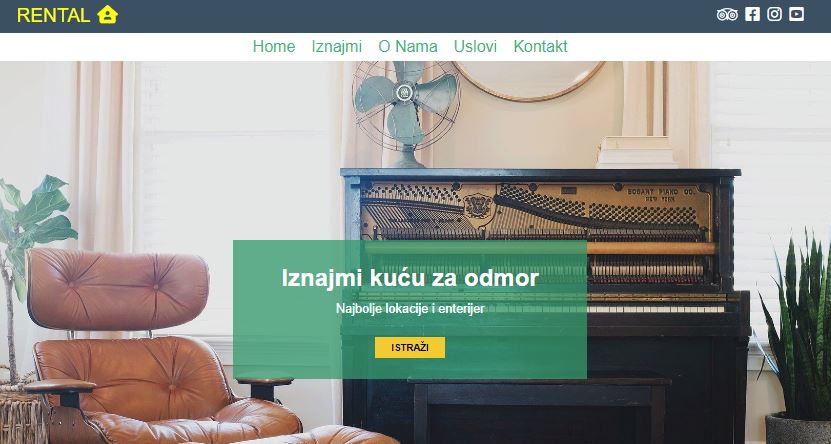 RENTAL
Home Iznajmi O Nama Uslovi Kontakt
BOGART PIANO CO.
NEW YORK
Iznajmi kuću za odmor
Najbolje lokacije i enterijer
ISTRAŽI